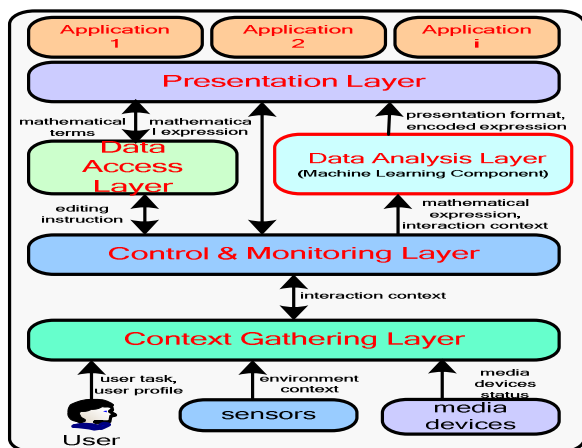 Application
1
Application
2
Application
i
Presentation Layer
mathematical
terms
mathematica
l expression
presentation format,
encoded expression
Data
Access
Layer
Data Analysis Layer
(Machine Learning Component)
editing
instruction
mathematical
expression,
interaction context
Control & Monitoring Layer
interaction context
Context Gathering Layer
user task,
user profile
environment
context
media
devices
status
User
sensors
media
devices